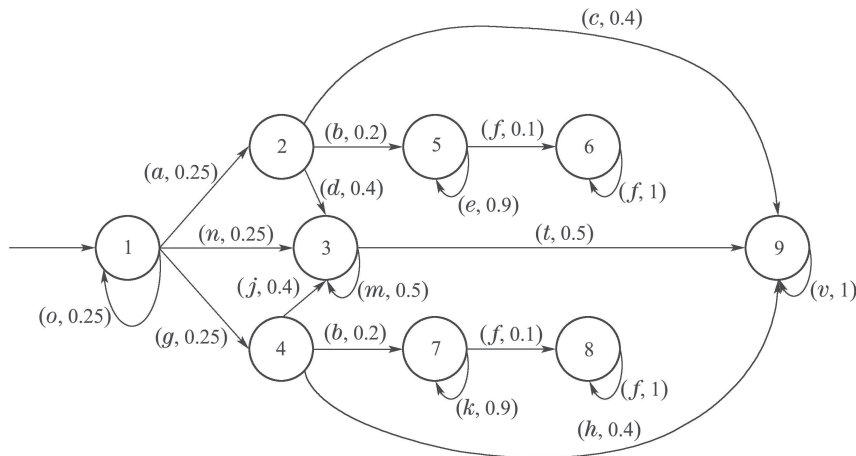 (c, 0.4)
2
(b, 0.2)
5
(f, 0.1)
6
(a, 0.25)
(d, 0.4)
(e, 0.9)
(f, 1)
1
(n, 0.25)
3
(t, 0.5)
9
(o, 0.25)
(j, 0.4)
(m, 0.5)
(v, 1)
(g, 0.25)
4
(b, 0.2)
7
(f, 0.1)
8
(k, 0.9)
(f, 1)
(h, 0.4)